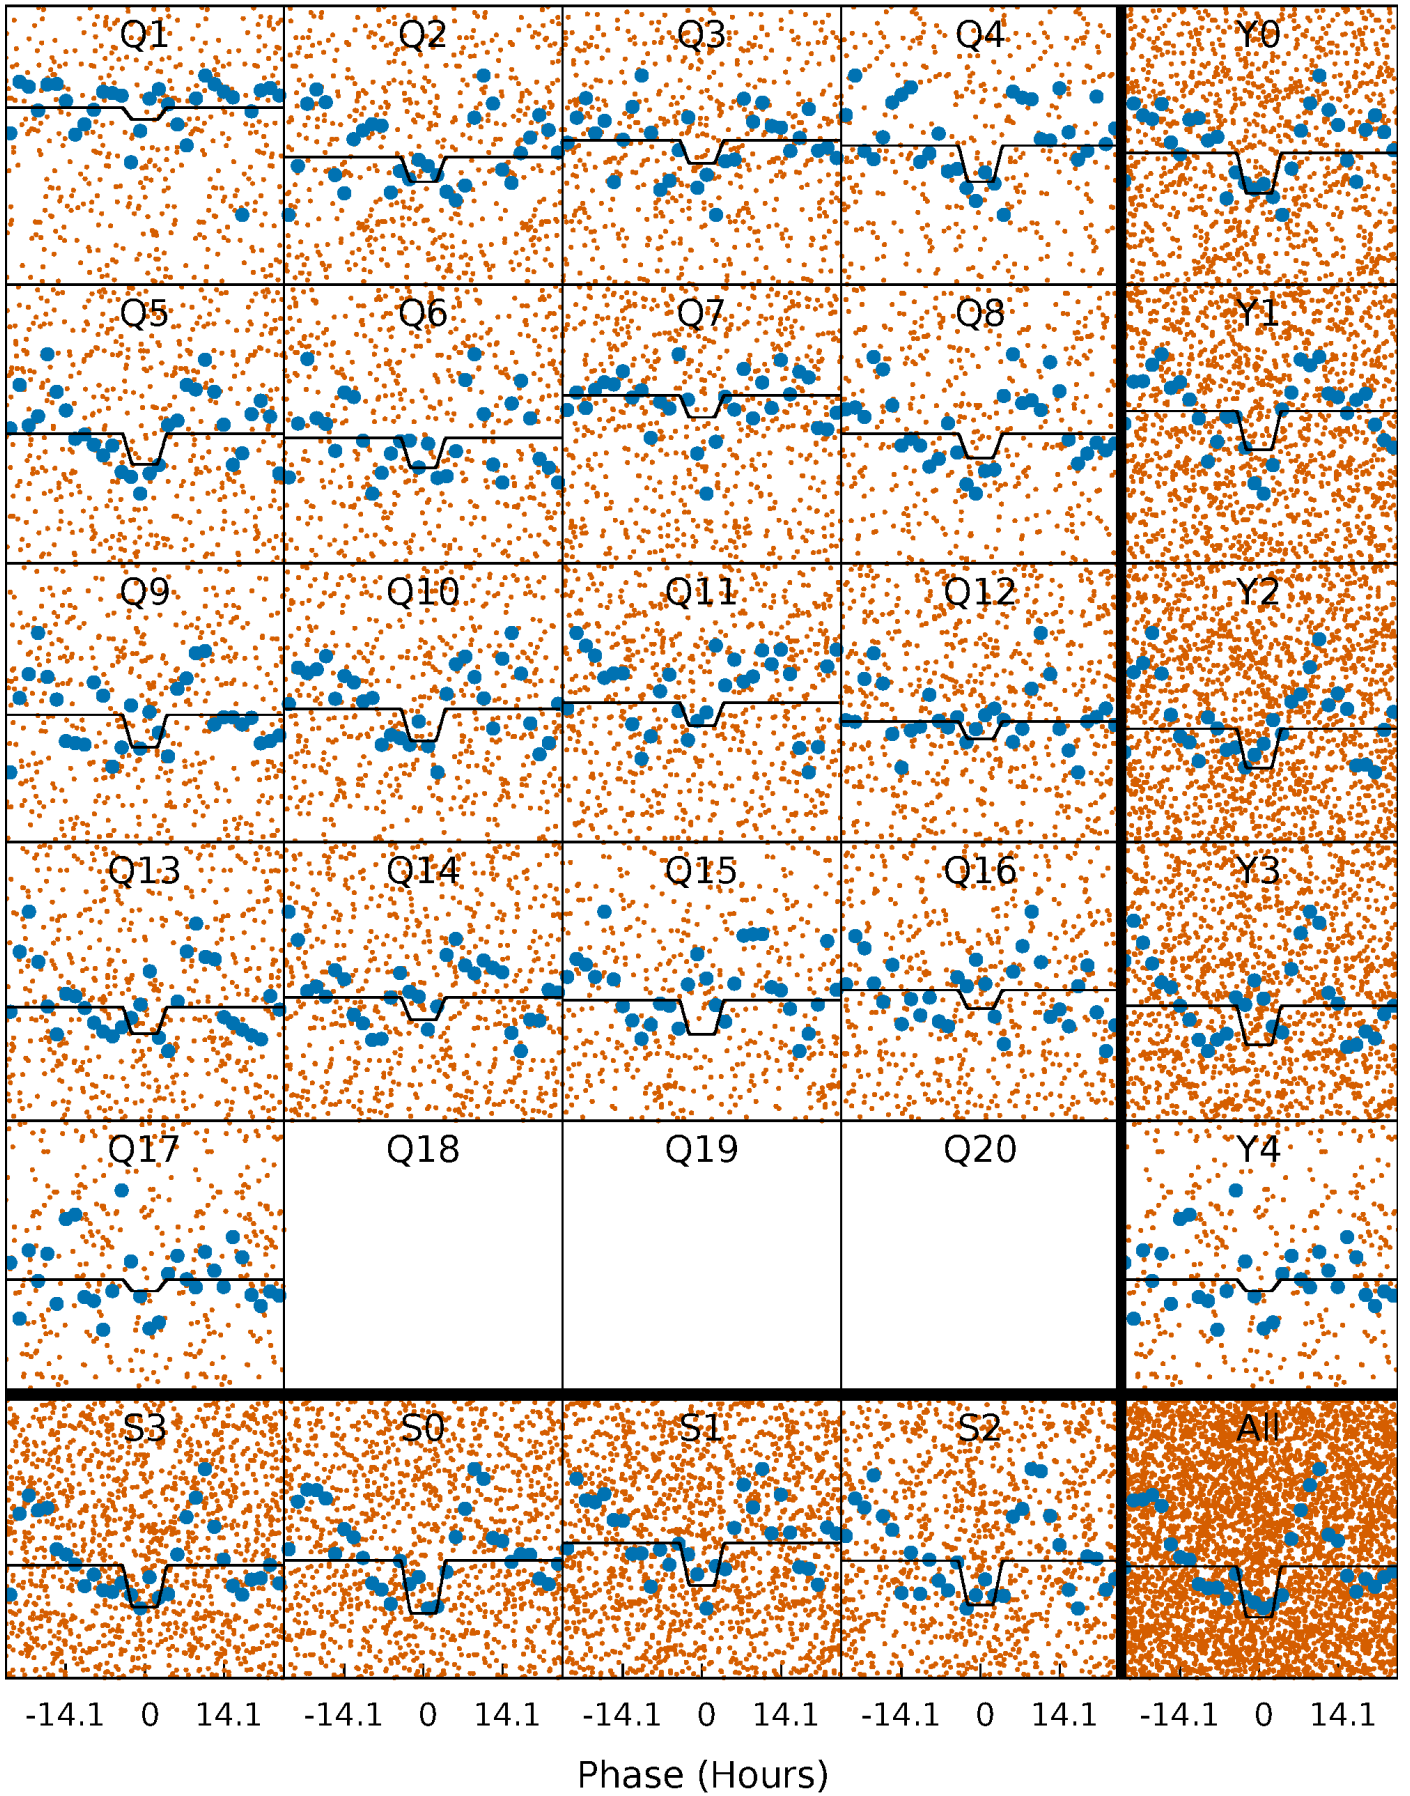 Q1 Q2 Q3 Q4 Y0
Q5 Q6 Q7 Q8 Y1
Q9 Q10 Q11 Q12 Y2
Q13 Q14 Q15 Q16 Y3
Q17 Q18 Q19 Q20 Y4
S3 S0 S1 S2 All
-14.1 0 14.1 -14.1 0 14.1 -14.1 0 14.1 -14.1 0 14.1 -14.1 0 14.1
Phase (Hours)